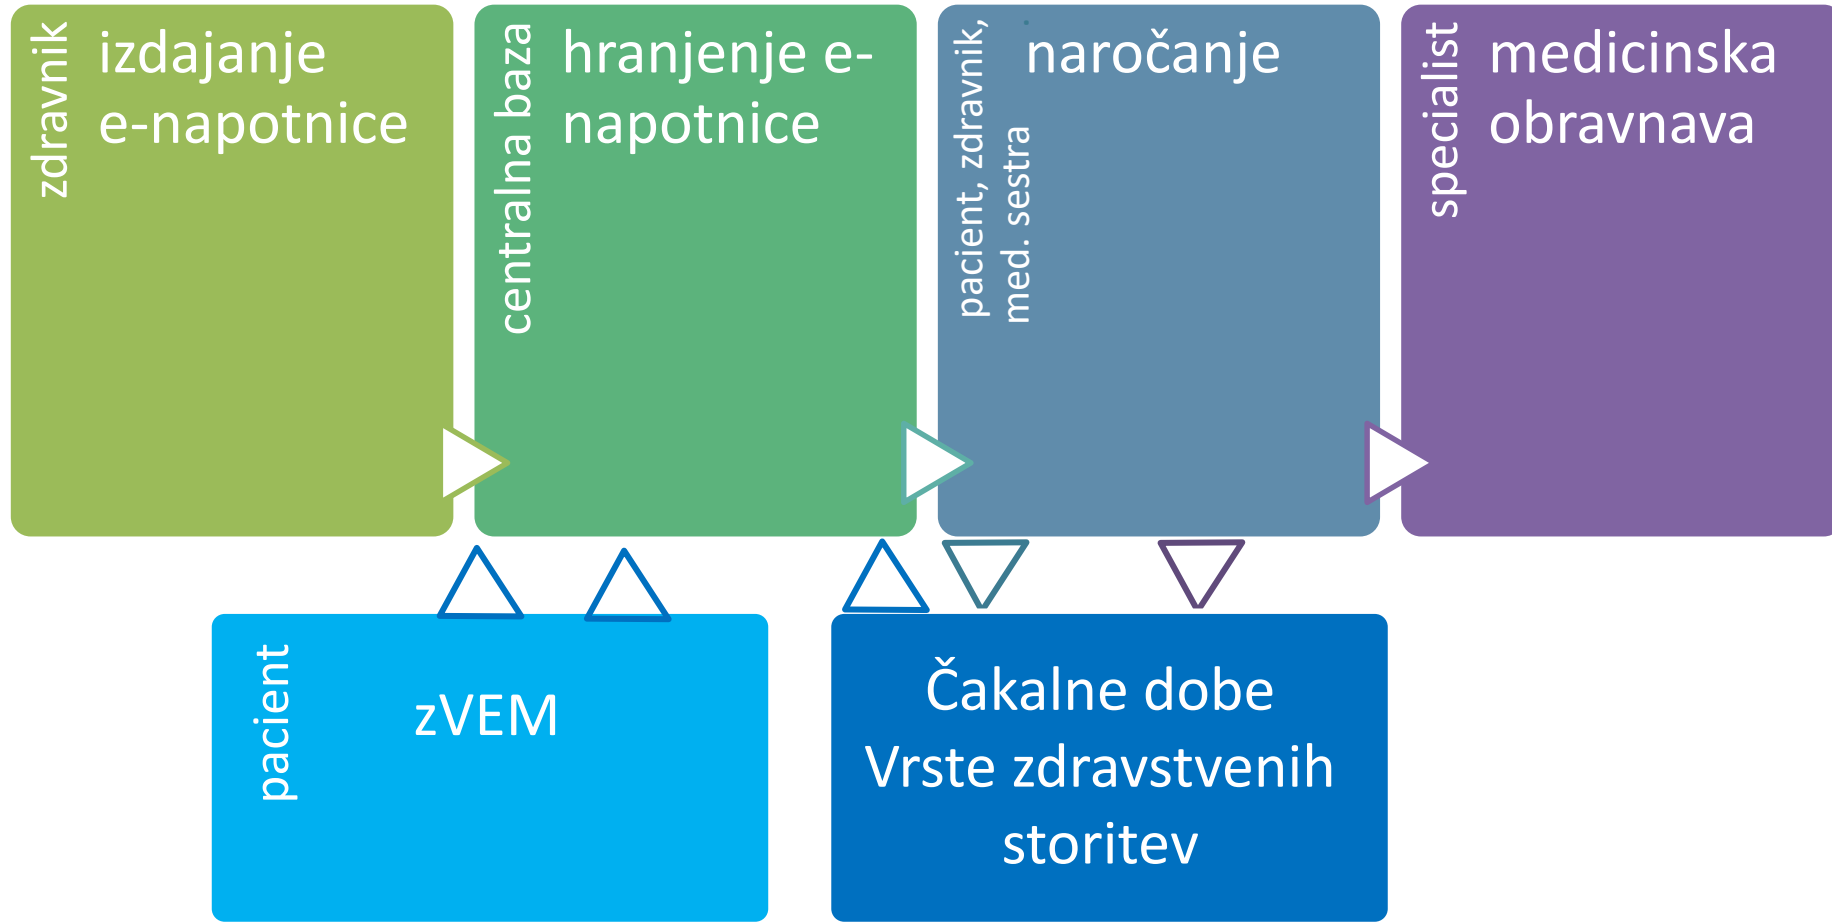 zdravnik
izdajanje
e-napotnice
centralna baza
hranjenje e-
napotnice
pacient, zdravnik,
med. sestra
naročanje
specialist
medicinska
obravnava
pacient
zVEM
Čakalne dobe
Vrste zdravstvenih
storitev